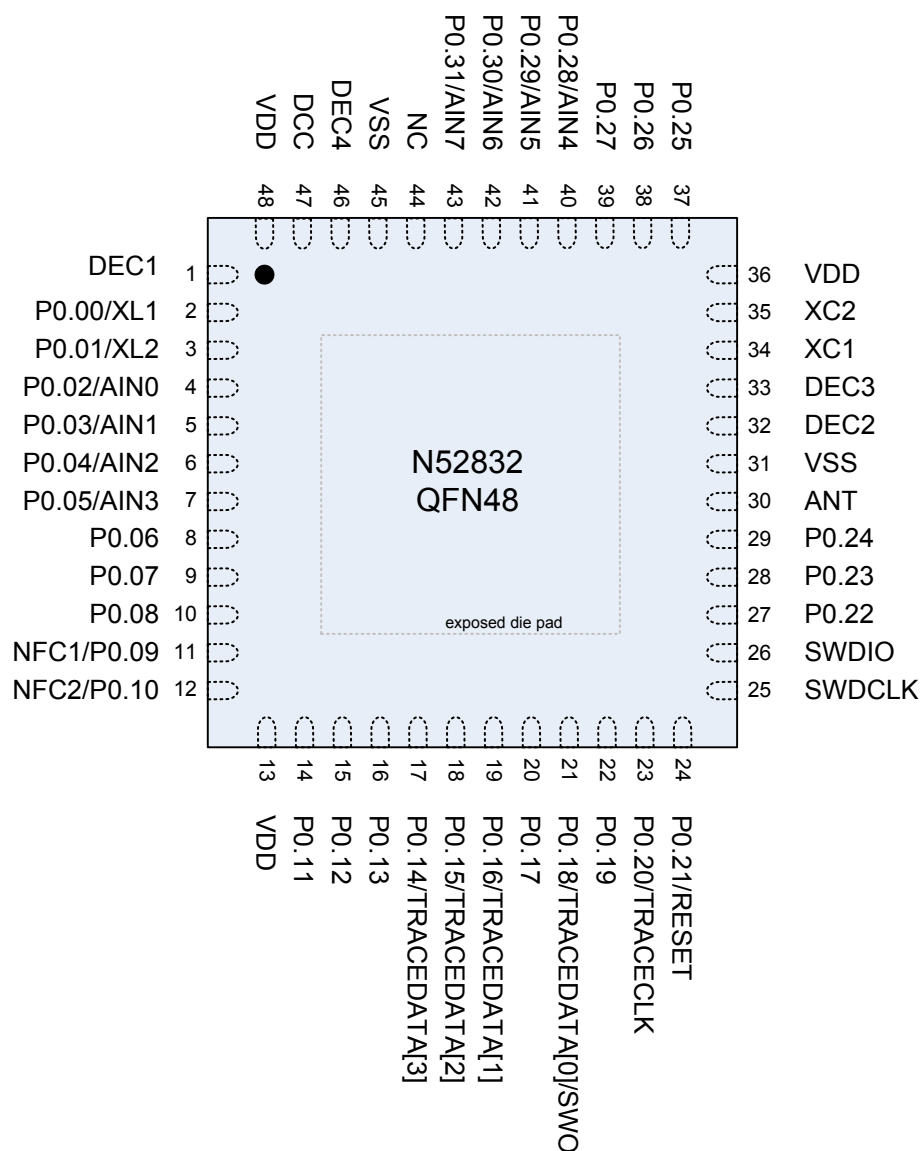 VDD
DCC
DEC4
VSS
NC
P0.31/AIN7
P0.30/AIN6
P0.29/AIN5
P0.28/AIN4
P0.27
P0.26
P0.25
48
47
46
45
44
43
42
41
40
39
38
37
DEC1 1
P0.00/XL1 2
P0.01/XL2 3
P0.02/AIN0 4
P0.03/AIN1 5
P0.04/AIN2 6
P0.05/AIN3 7
P0.06 8
P0.07 9
P0.08 10
NFC1/P0.09 11
NFC2/P0.10 12
N52832
QFN48
exposed die pad
36 VDD
35 XC2
34 XC1
33 DEC3
32 DEC2
31 VSS
30 ANT
29 P0.24
28 P0.23
27 P0.22
26 SWDIO
25 SWDCLK
13
14
15
16
17
18
19
20
21
22
23
24
VDD
P0.11
P0.12
P0.13
P0.14/TRACEDATA[3]
P0.15/TRACEDATA[2]
P0.16/TRACEDATA[1]
P0.17
P0.18/TRACEDATA[0]/SWO
P0.19
P0.20/TRACECLK
P0.21/RESET